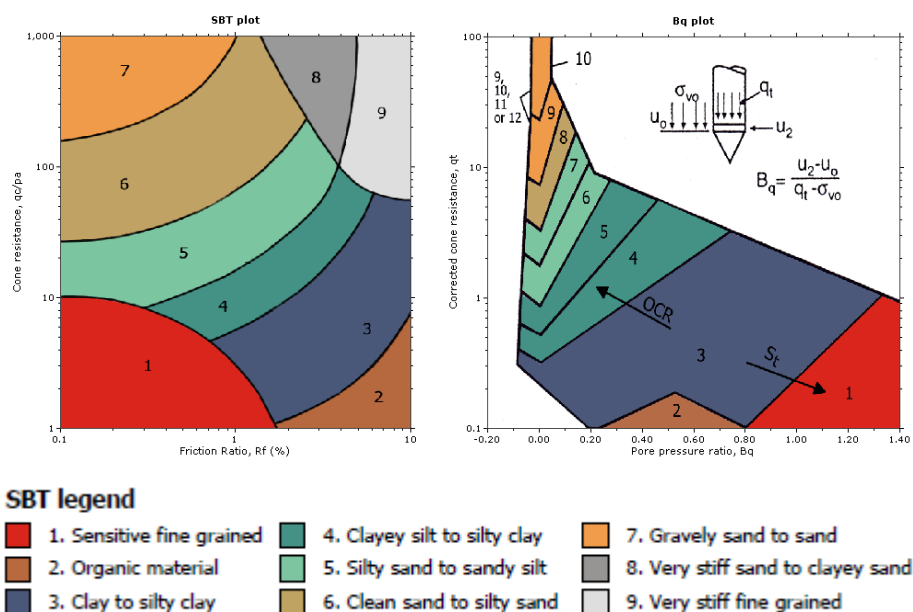 SBT plot
1,000
100
10
1
0.1
1
10
Cone resistance, qc/pa
Friction Ratio, Rf (%)
7
8
9
6
5
4
3
1
2
Bq plot
100
10
1
0.1
-0.20
0.00
0.20
0.40
0.60
0.80
1.00
1.20
1.40
Corrected cone resistance, qt
Pore pressure ratio, Bq
10
9,
10,
11
or 12
9
8
7
6
5
4
3
2
1
OCR
St
σvo
qt
uo
u2
Bq= u2-uo
qt -σvo
SBT legend
1. Sensitive fine grained
2. Organic material
3. Clay to silty clay
4. Clayey silt to silty clay
5. Silty sand to sandy silt
6. Clean sand to silty sand
7. Gravely sand to sand
8. Very stiff sand to clayey sand
9. Very stiff fine grained